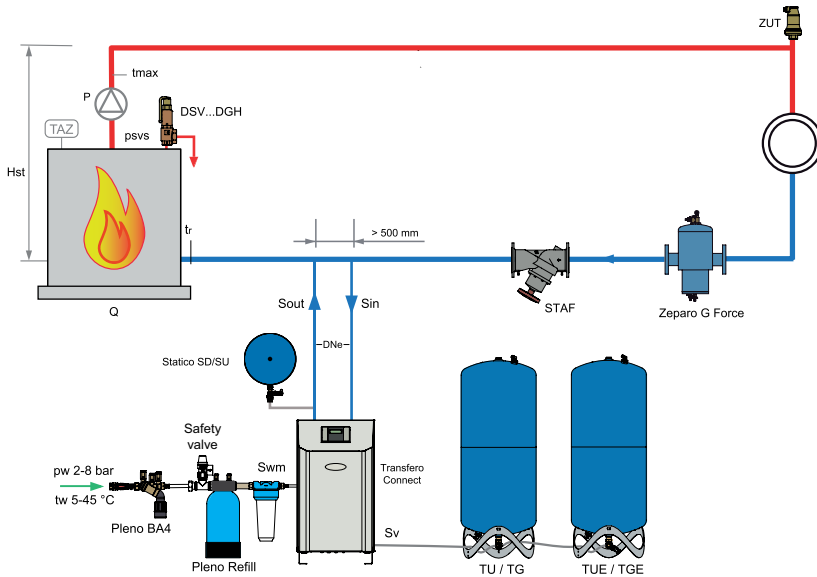 ZUT
tmax
P
DSV...DGH
TAZ
psvs
Hst
tr
> 500 mm
Sout
Sin
STAF
Zeparo G Force
Q
DNe
Statico SD/SU
Safety
valve
Swm
Transfero
Connect
pw 2-8 bar
tw 5-45 °C
Pleno BA4
Sv
Pleno Refill
TU / TG
TUE / TGE